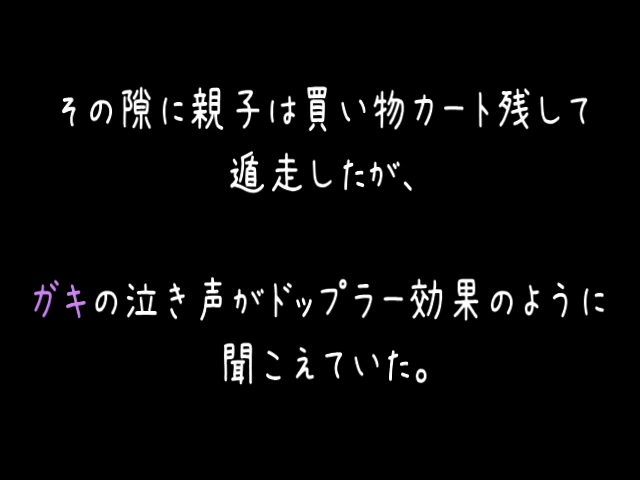 その隙に親子は買い物カート残して
遁走したが、
ガキの泣き声がドップラー効果のように
聞こえていた。